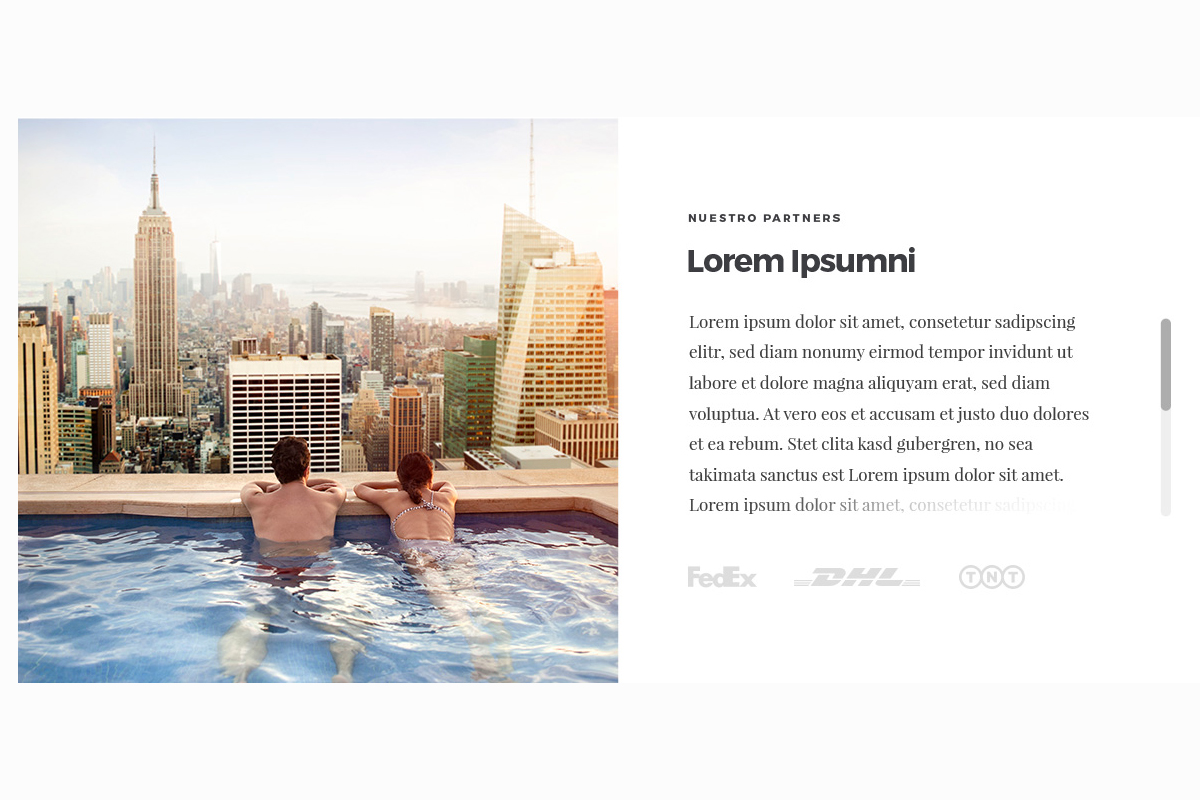 NUESTRO PARTNERS
Lorem Ipsumni
Lorem ipsum dolor sit amet, consetetur sadipscing
elitr, sed diam nonumy eirmod tempor invidunt ut
labore et dolore magna aliquyam erat, sed diam
voluptua. At vero eos et accusam et justo duo dolores
et ea rebum. Stet clita kasd gubergren, no sea
takimata sanctus est Lorem ipsum dolor sit amet.
Lorem ipsum dolor sit amet, consetetur
FedEx DHL TNT